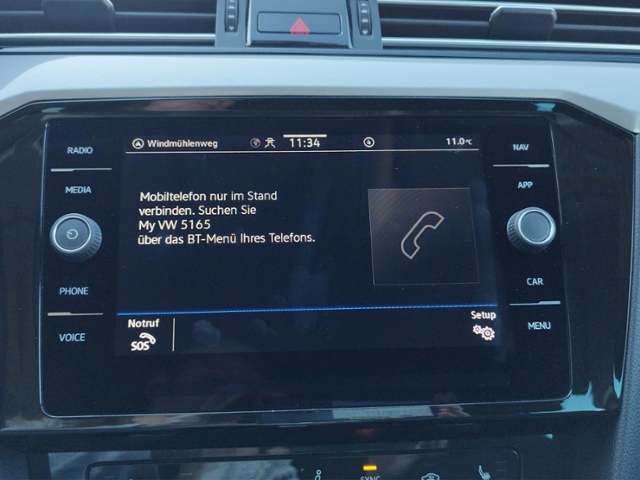 RADIO
MEDIA
PHONE
VOICE
Windmühlenweg
11:34
11.0°C
Mobiltelefon nur im Stand
verbinden. Suchen Sie
My VW 5165
über das BT-Menü Ihres Telefons.
Notruf
SOS
Setup
NAV
APP
CAR
MENU
SYNC